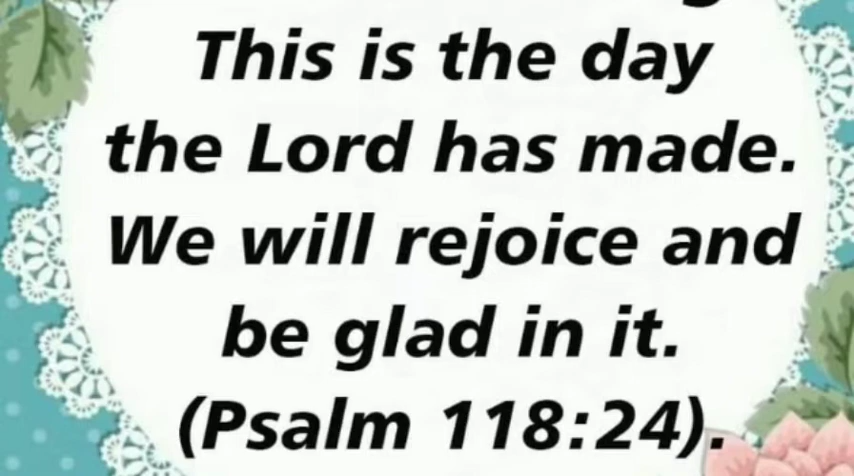 This is the day
the Lord has made.
We will rejoice and
be glad in it.
(Psalm 118:24).